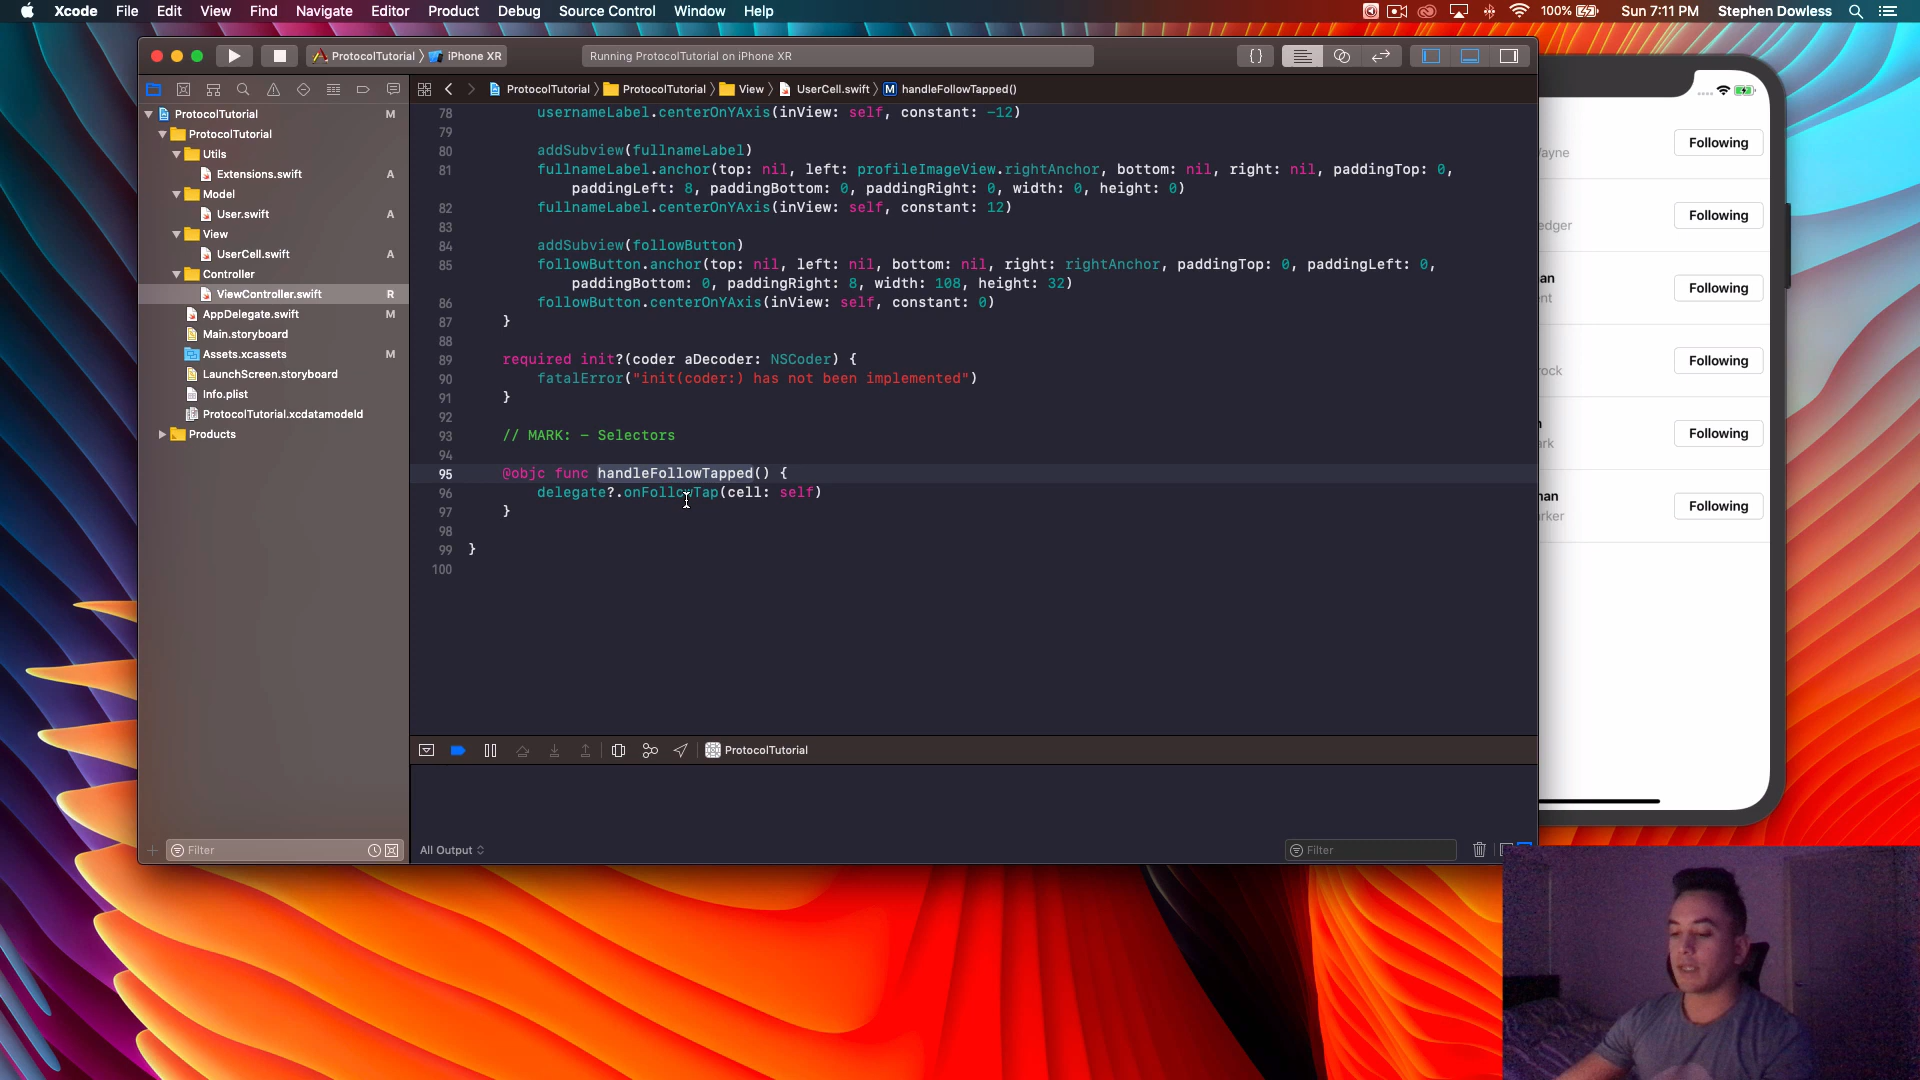 Xcode File Edit View Find Navigate Editor Product Debug Source Control Window Help 100% Sun 7:11 PM Stephen Dowless
ProtocolTutorial iPhone XR
Running ProtocolTutorial on iPhone XR
ProtocolTutorial ProtocolTutorial View UserCell.swift M handleFollowTapped()
ProtocolTutorial M
ProtocolTutorial
Utils
Extensions.swift A
Model
User.swift A
View
UserCell.swift A
Controller
ViewController.swift R
AppDelegate.swift M
Main.storyboard
Assets.xcassets M
LaunchScreen.storyboard
Info.plist
ProtocolTutorial.xcdatamodeld
Products
Filter
78 usernameLabel.centerOnYAxis(inView: self, constant: -12)
79
80 addSubview(fullnameLabel)
81 fullnameLabel.anchor(top: nil, left: profileImageView.rightAnchor, bottom: nil, right: nil, paddingTop: 0,
paddingLeft: 8, paddingBottom: 0, paddingRight: 0, width: 0, height: 0)
82 fullnameLabel.centerOnYAxis(inView: self, constant: 12)
83
84 addSubview(followButton)
85 followButton.anchor(top: nil, left: nil, bottom: nil, right: rightAnchor, paddingTop: 0, paddingLeft: 0,
paddingBottom: 0, paddingRight: 8, width: 108, height: 32)
86 followButton.centerOnYAxis(inView: self, constant: 0)
87 }
88
89 required init?(coder aDecoder: NSCoder) {
90 fatalError("init(coder:) has not been implemented")
91 }
92
93 // MARK: - Selectors
94
95 @objc func handleFollowTapped() {
96 delegate?.onFollowTap(cell: self)
97 }
98
99 }
100
ProtocolTutorial
All Output
Filter
Following
ayne
Following
edger
an
Following
nt
Following
ock
Following
ark
nan
Following
rker